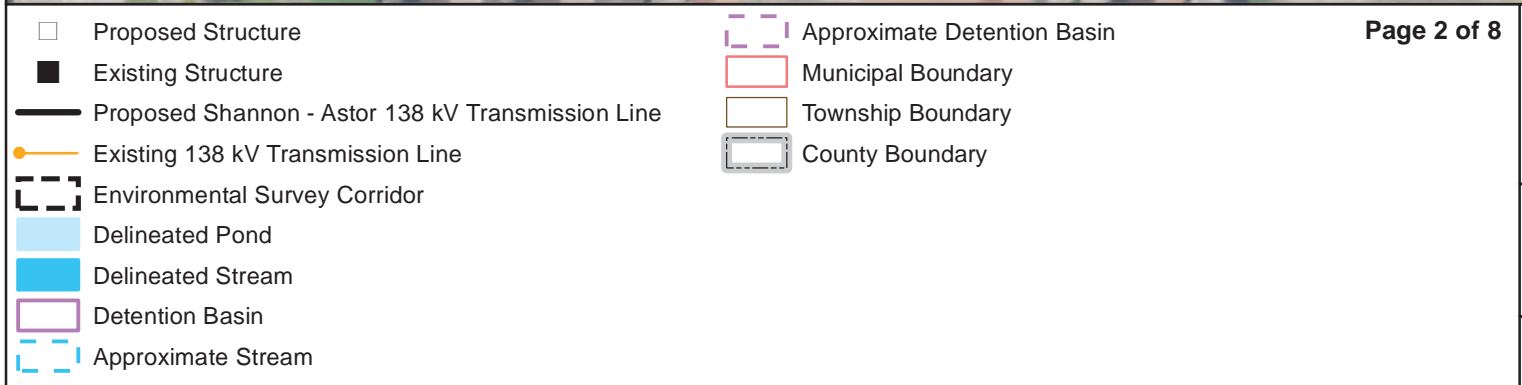 Proposed Structure
Existing Structure
Proposed Shannon - Astor 138 kV Transmission Line
Existing 138 kV Transmission Line
Environmental Survey Corridor
Delineated Pond
Delineated Stream
Detention Basin
Approximate Stream
Approximate Detention Basin
Municipal Boundary
Township Boundary
County Boundary
Page 2 of 8